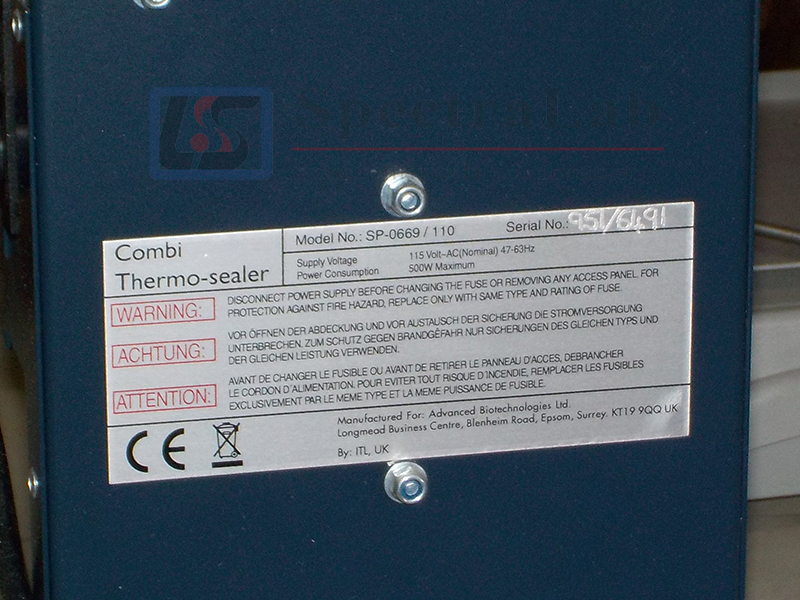 LS SpectraLab
Combi
Thermo-sealer
Model No.: SP-0669 / 110 Serial No.: 951/6491
Supply Voltage 115 Volt~AC(Nominal) 47-63Hz
Power Consumption 500W Maximum
WARNING: DISCONNECT POWER SUPPLY BEFORE CHANGING THE FUSE OR REMOVING ANY ACCESS PANEL. FOR
PROTECTION AGAINST FIRE HAZARD, REPLACE ONLY WITH SAME TYPE AND RATING OF FUSE.
ACHTUNG: VOR ÖFFNEN DER ABDECKUNG UND VOR AUSTAUSCH DER SICHERUNG DIE STROMVERSORGUNG
UNTERBRECHEN. ZUM SCHUTZ GEGEN BRANDGEFÄHR NUR SICHERUNGEN DES GLEICHEN TYPS UND
DER GLEICHEN LEISTUNG VERWENDEN.
ATTENTION: AVANT DE CHANGER LE FUSIBLE OU AVANT DE RETIRER LE PANNEAU D'ACCES, DEBRANCHER
LE CORDON D'ALIMENTATION. POUR EVITER TOUT RISQUE D'INCENDIE, REMPLACER LES FUSIBLES
EXCLUSIVEMENT PAR LE MEME TYPE ET LA MEME PUISSANCE DE FUSIBLE.
CE
Manufactured For: Advanced Biotechnologies Ltd.
Longmead Business Centre, Blenheim Road, Epsom, Surrey. KT19 9QQ UK
By: ITL, UK